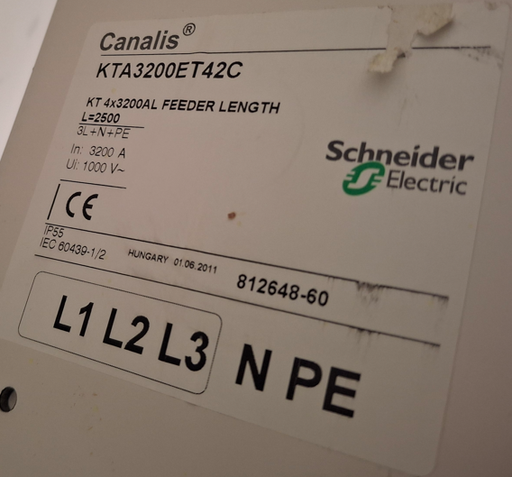 Canalis®
KTA3200ET42C
KT 4x3200AL FEEDER LENGTH
L=2500
3L+N+PE
In: 3200 A
Ui: 1000 V~
Schneider
Electric
CE
IP55
IEC 60439-1/2
HUNGARY 01.06.2011
812648-60
L1 L2 L3 N PE